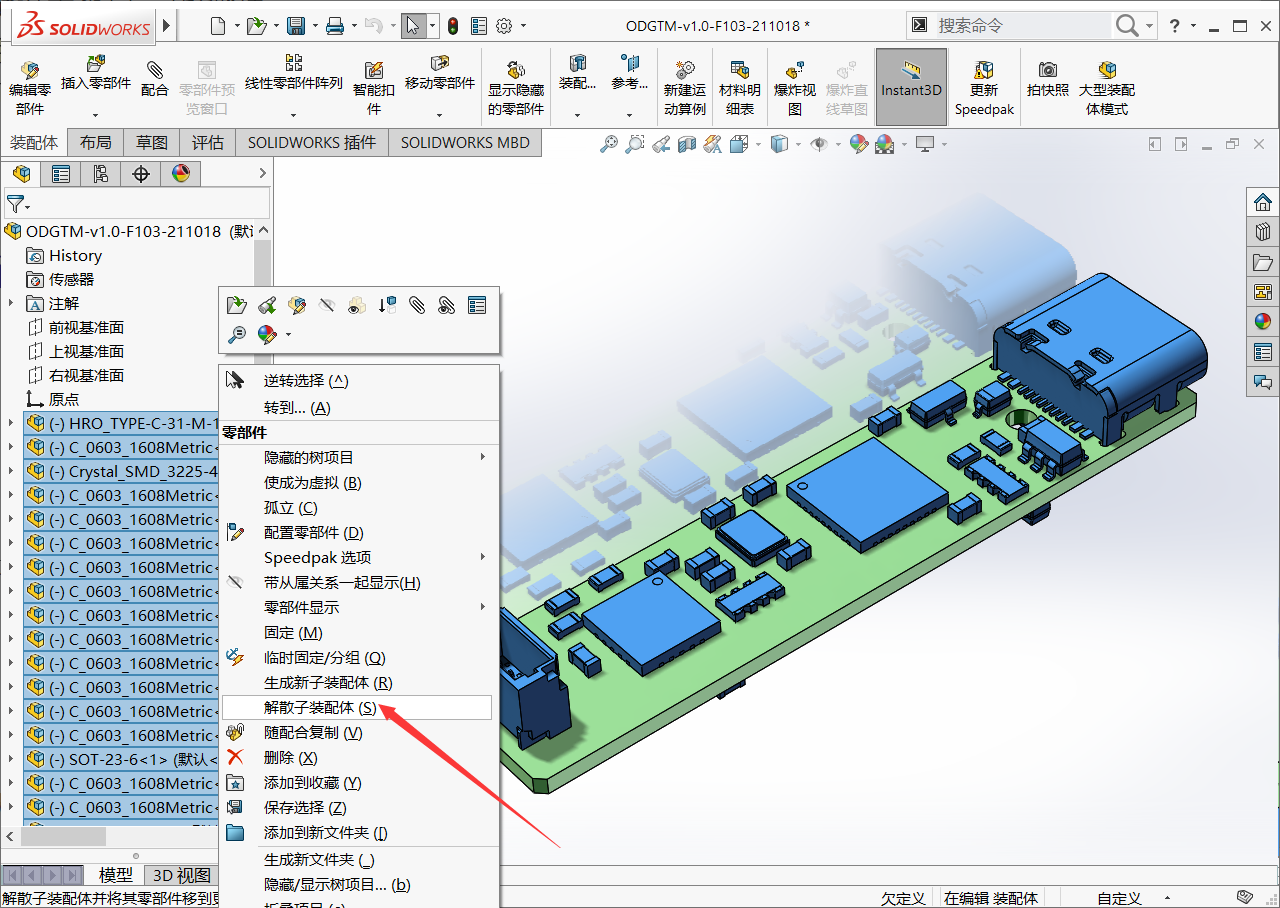 SOLIDWORKS
ODGTM-v1.0-F103-211018 *
搜索命令
?
编辑零部件
插入零部件
配合
零部件预览窗口
线性零部件阵列
智能扣件
移动零部件
显示隐藏的零部件
装配...
参考...
新建运动算例
材料明细表
爆炸视图
爆炸直线草图
Instant3D
更新 Speedpak
拍快照
大型装配体模式
装配体
布局
草图
评估
SOLIDWORKS 插件
SOLIDWORKS MBD
ODGTM-v1.0-F103-211018 (默认
History
传感器
注解
前视基准面
上视基准面
右视基准面
原点
(-) HRO_TYPE-C-31-M-1
(-) C_0603_1608Metric<
(-) Crystal_SMD_3225-4
(-) C_0603_1608Metric<
(-) C_0603_1608Metric<
(-) C_0603_1608Metric<
(-) C_0603_1608Metric<
(-) C_0603_1608Metric<
(-) C_0603_1608Metric<
(-) C_0603_1608Metric<
(-) C_0603_1608Metric<
(-) C_0603_1608Metric<
(-) C_0603_1608Metric<
(-) C_0603_1608Metric<
(-) SOT-23-6<1> (默认<
(-) C_0603_1608Metric<
(-) C_0603_1608Metric<
逆转选择 (^)
转到... (A)
零部件
隐藏的树项目
使成为虚拟 (B)
孤立 (C)
配置零部件 (D)
Speedpak 选项
带从属关系一起显示(H)
零部件显示
固定 (M)
临时固定/分组 (Q)
生成新子装配体 (R)
解散子装配体 (S)
随配合复制 (V)
删除 (X)
添加到收藏 (Y)
保存选择 (Z)
添加到新文件夹 ([)
生成新文件夹 (_)
隐藏/显示树项目... (b)
模型
3D 视图
解散子装配体并将其零部件移到更
欠定义
在编辑 装配体
自定义